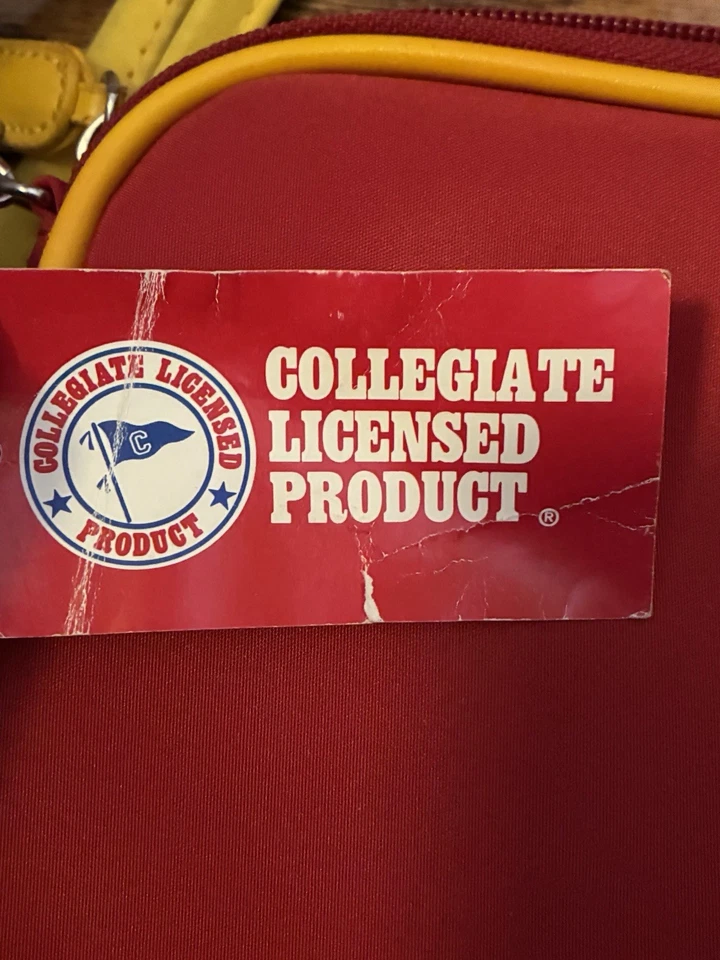 COLLEGIATE LICENSED
C
PRODUCT
COLLEGIATE
LICENSED
PRODUCT®